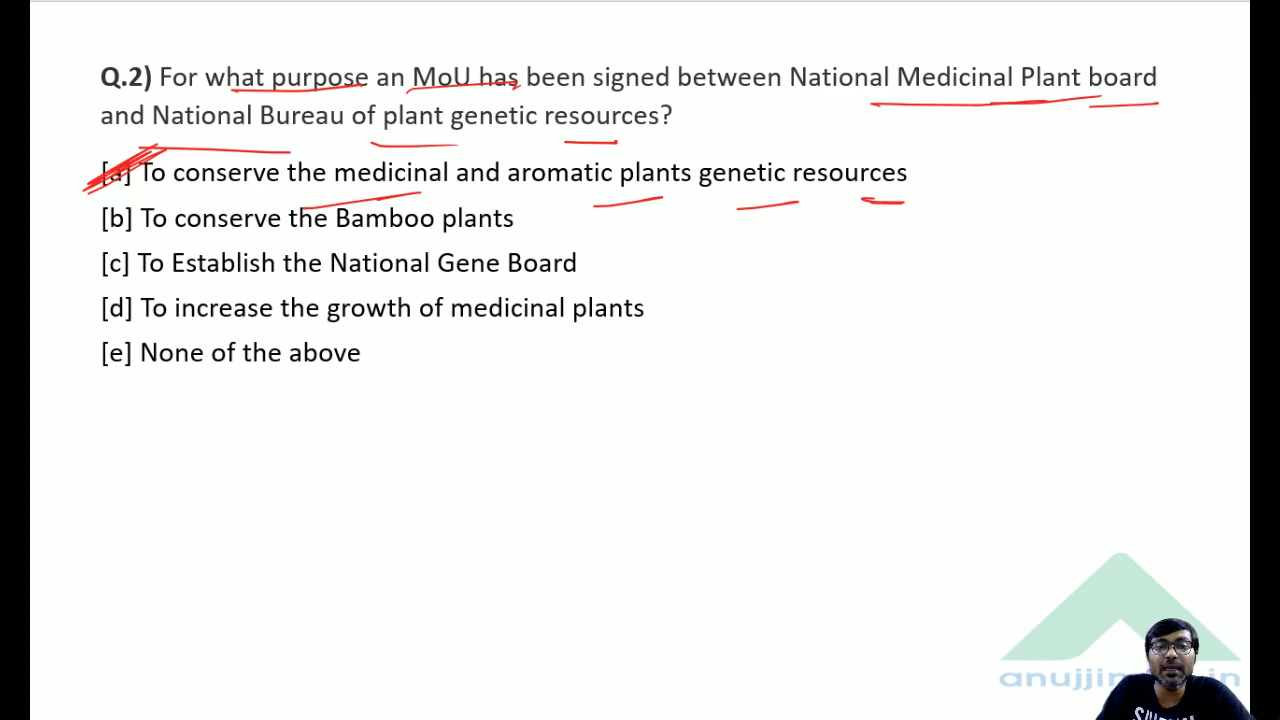 Q.2) For what purpose an MoU has been signed between National Medicinal Plant board
and National Bureau of plant genetic resources?
[a] To conserve the medicinal and aromatic plants genetic resources
[b] To conserve the Bamboo plants
[c] To Establish the National Gene Board
[d] To increase the growth of medicinal plants
[e] None of the above